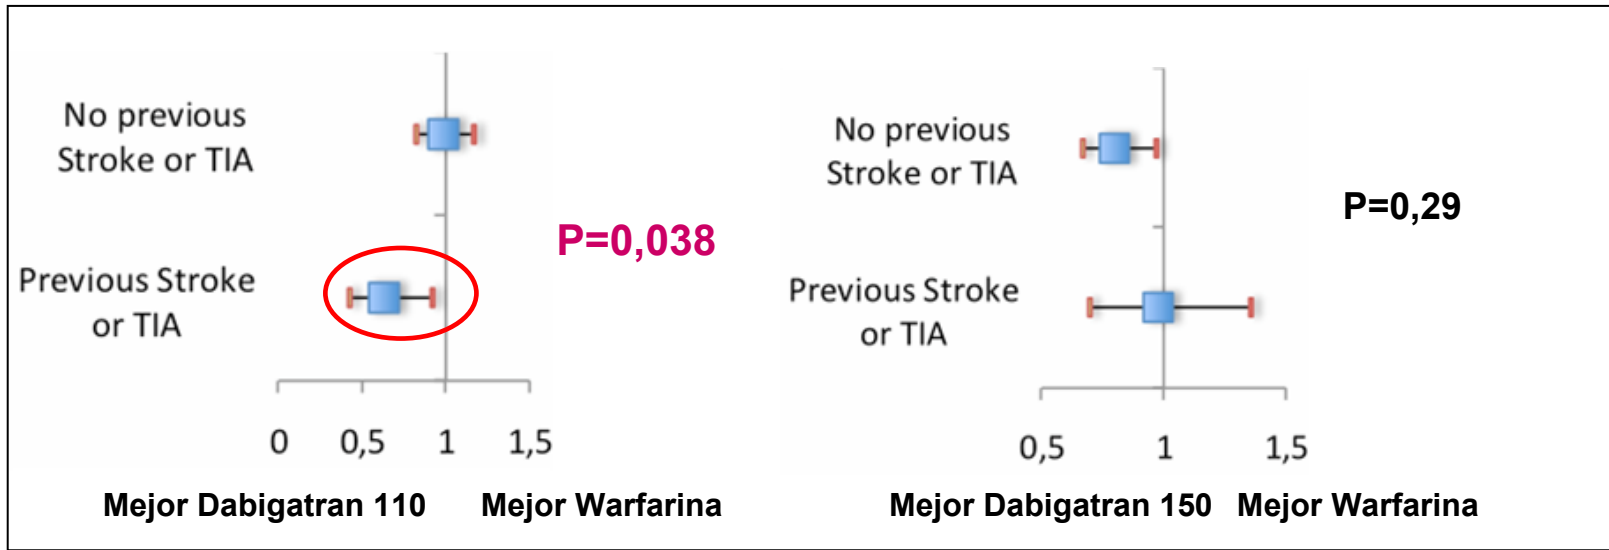 No previous
Stroke or TIA
P=0,038
Previous Stroke
or TIA
0 0,5 1 1,5
Mejor Dabigatran 110 Mejor Warfarina
No previous
Stroke or TIA
P=0,29
Previous Stroke
or TIA
0,5 1 1,5
Mejor Dabigatran 150 Mejor Warfarina